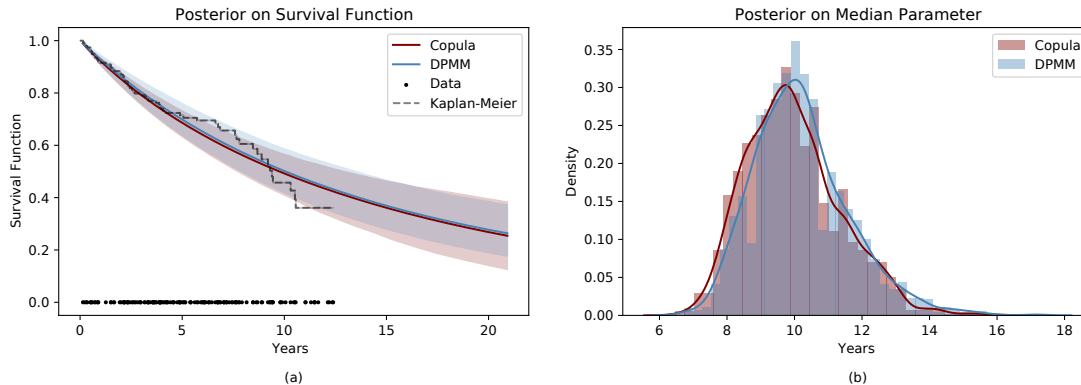 Posterior on Survival Function
1.0
0.8
0.6
0.4
0.2
0.0
Survival Function
0
5
10
15
20
Years
Copula
DPMM
Data
Kaplan-Meier
(a)
Posterior on Median Parameter
0.35
0.30
0.25
0.20
0.15
0.10
0.05
0.00
Density
6
8
10
12
14
16
18
Years
Copula
DPMM
(b)